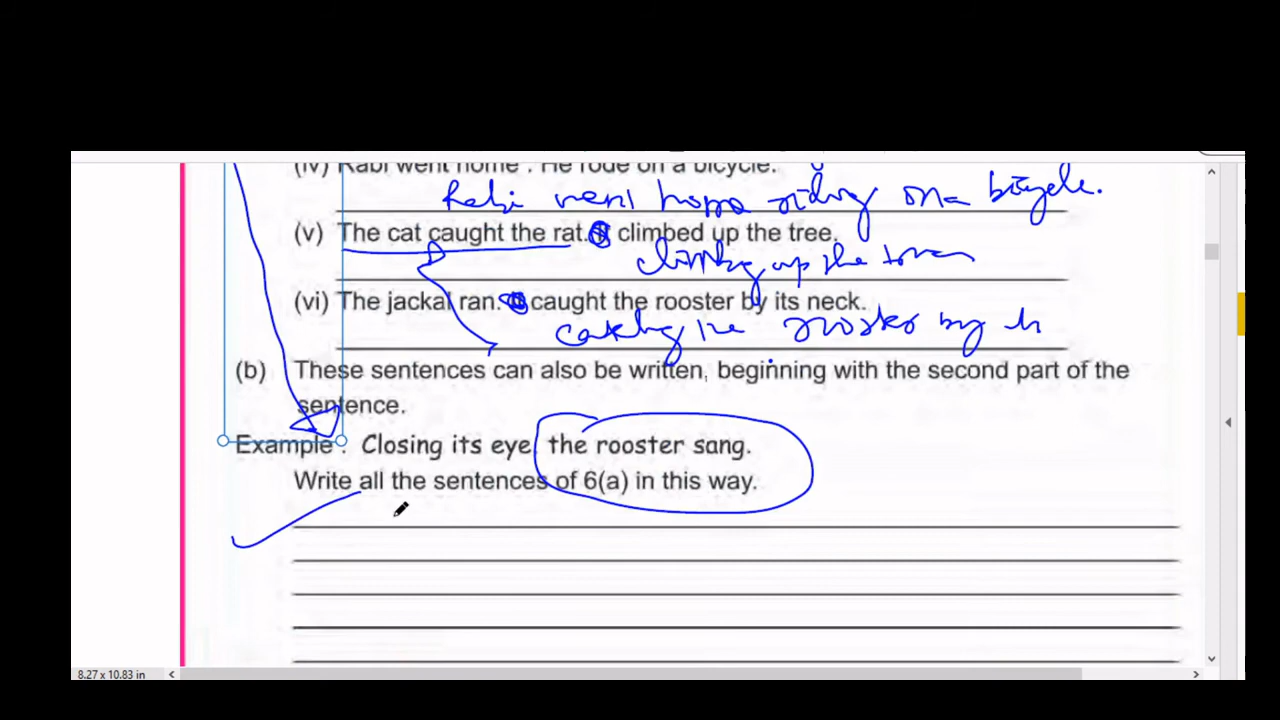 (iv) Rabi went home . He rode on a bicycle.
Rabi went home riding on a bicycle.
(v) The cat caught the rat. climbed up the tree.
climbing up the
(vi) The jackal ran. caught the rooster by its neck.
catching the rooster by
(b) These sentences can also be written, beginning with the second part of the
sentence.
Example : Closing its eye the rooster sang.
Write all the sentences of 6(a) in this way.
8.27 x 10.83 in